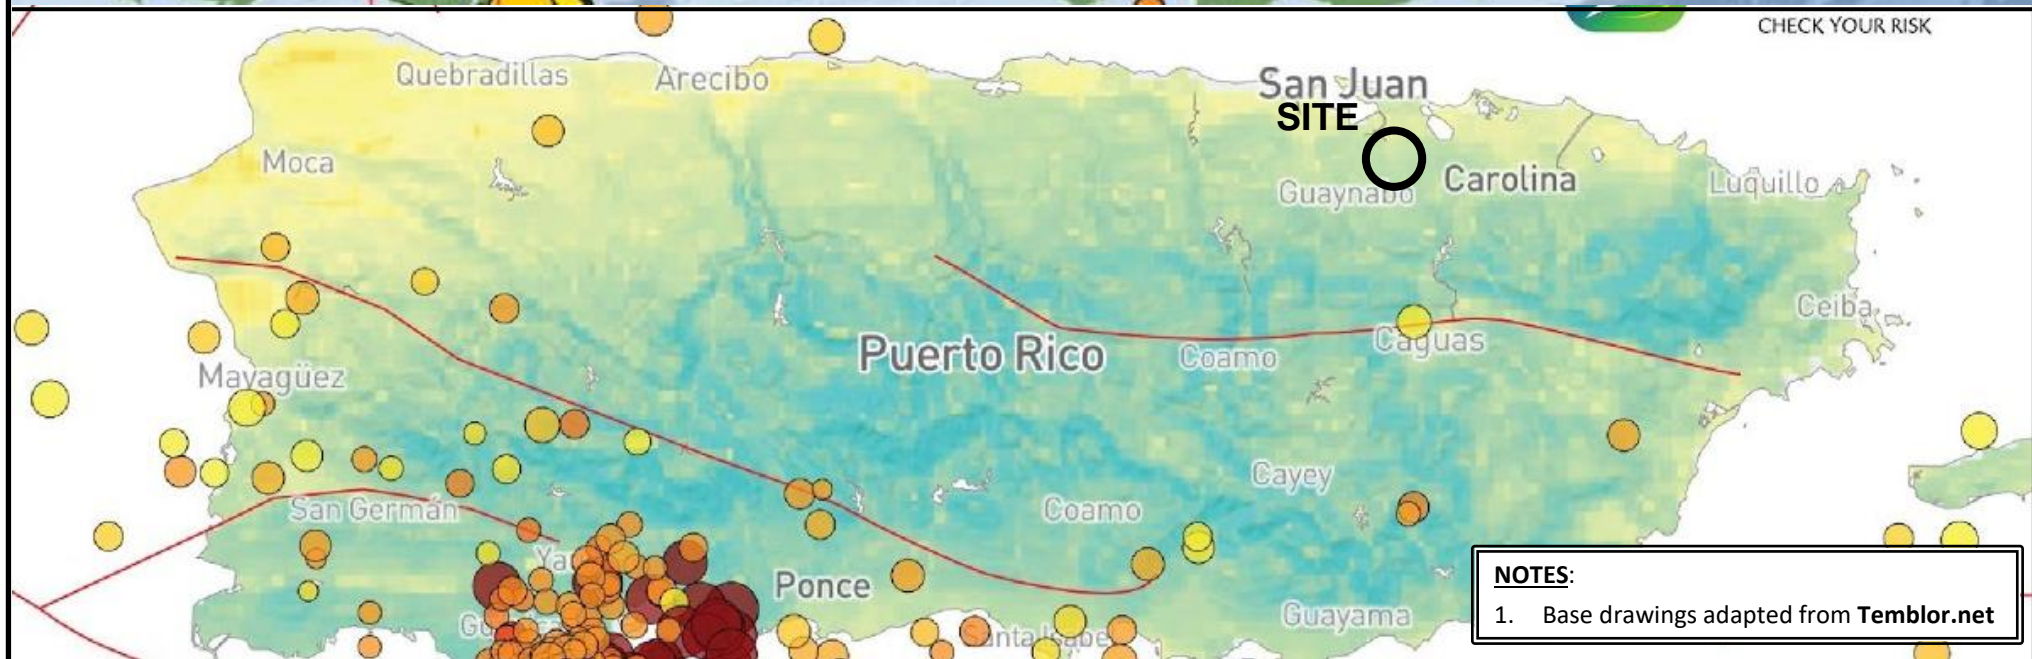 CHECK YOUR RISK
Quebradillas
Arecibo
San Juan
SITE
Moca
Guaynabo
Carolina
Luquillo
Ceiba
Puerto Rico
Coamo
Caguas
Mayagüez
Cayey
San Germán
Coamo
Ponce
Guayama
NOTES:
1. Base drawings adapted from Temblor.net